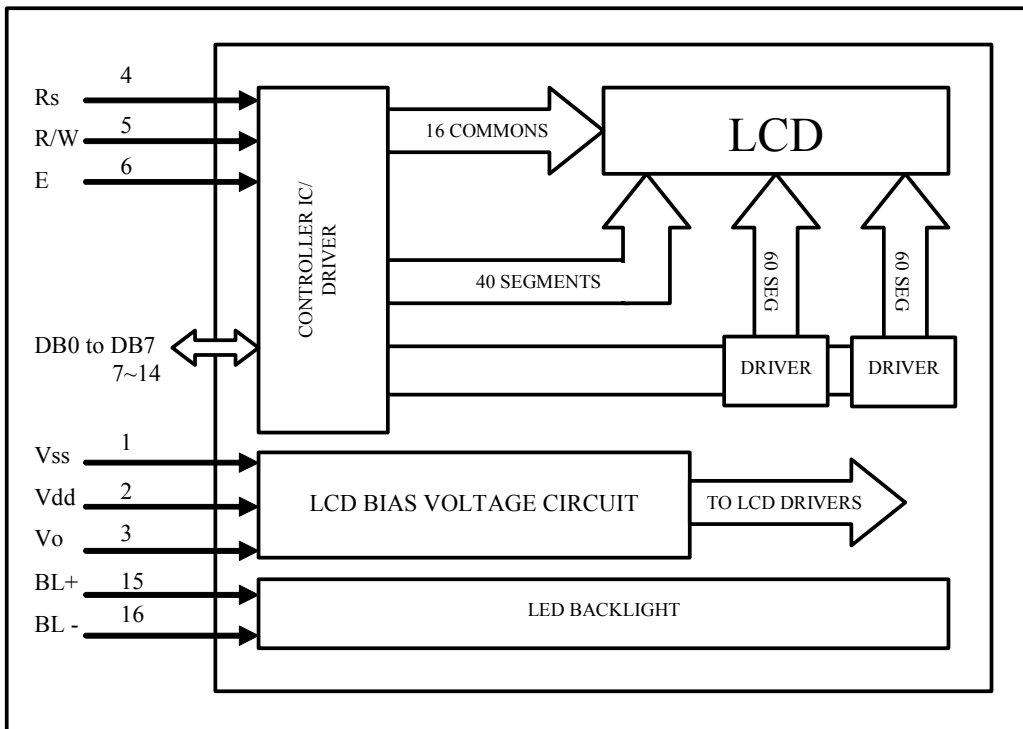 4
Rs
5
R/W
6
E
DB0 to DB7
7~14
1
Vss
2
Vdd
3
Vo
BL+
15
16
BL -
CONTROLLER IC/
DRIVER
16 COMMONS
LCD
40 SEGMENTS
60 SEG
60 SEG
DRIVER
DRIVER
LCD BIAS VOLTAGE CIRCUIT
TO LCD DRIVERS
LED BACKLIGHT